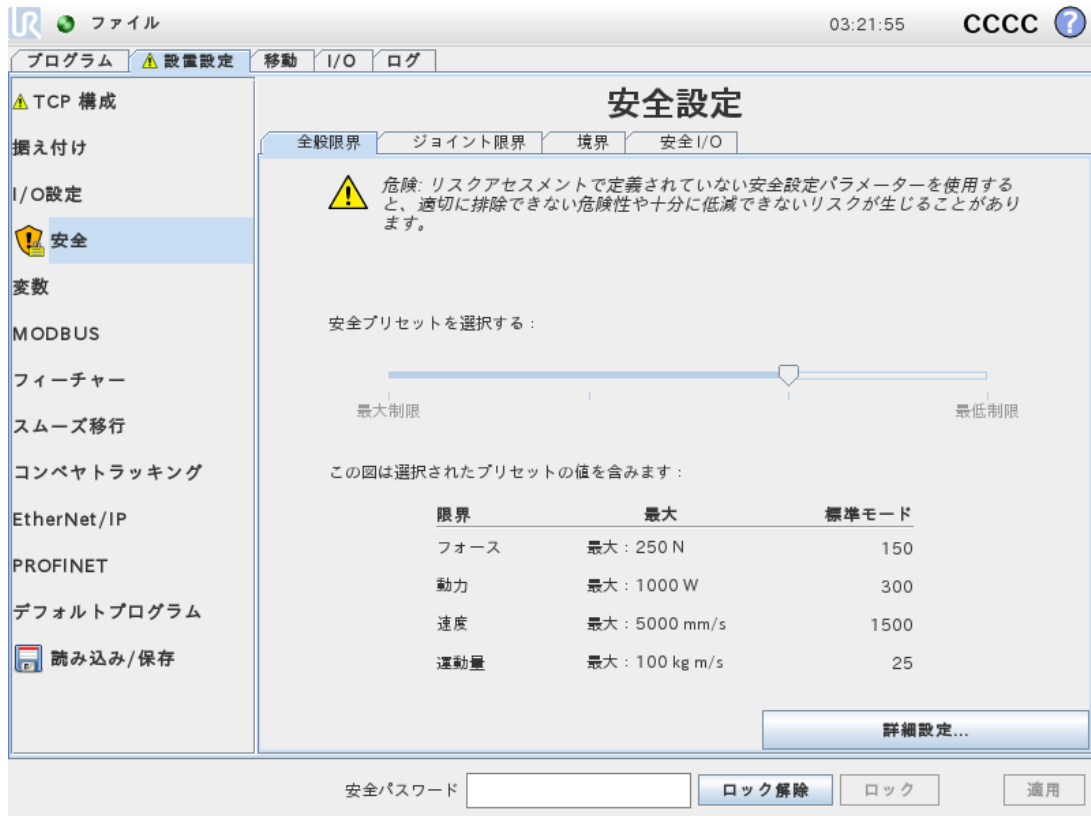 UR ファイル 03:21:55 CCCC ?
プログラム 設置設定 移動 I/O ログ
TCP 構成
据え付け
I/O設定
安全
変数
MODBUS
フィーチャー
スムーズ移行
コンベヤトラッキング
EtherNet/IP
PROFINET
デフォルトプログラム
読み込み/保存
安全設定
全般限界 ジョイント限界 境界 安全I/O
危険: リスクアセスメントで定義されていない安全設定パラメーターを使用する
と、適切に排除できない危険性や十分に低減できないリスクが生じることがあり
ます。
安全プリセットを選択する :
最大制限 最低制限
この図は選択されたプリセットの値を含みます :
限界 最大 標準モード
フォース 最大 : 250 N 150
動力 最大 : 1000 W 300
速度 最大 : 5000 mm/s 1500
運動量 最大 : 100 kg m/s 25
詳細設定...
安全パスワード ロック解除 ロック 適用